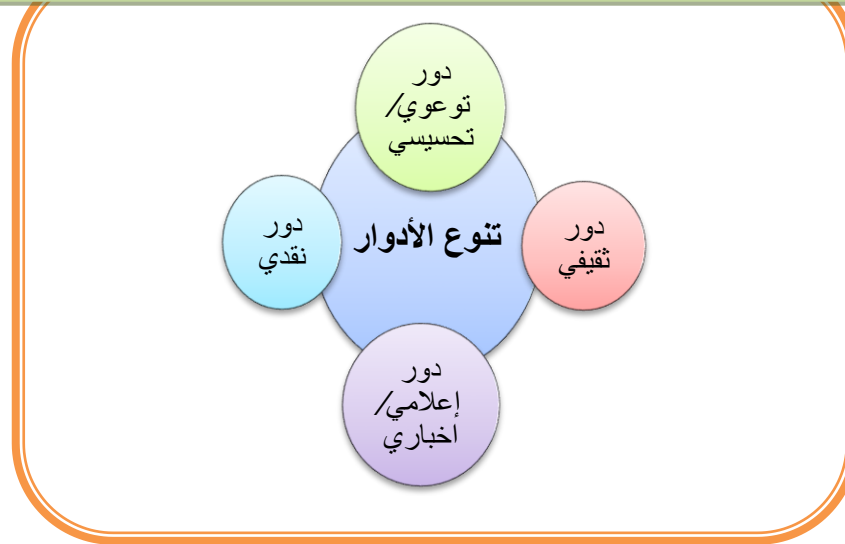 دور
توعوي/
تحسيسي
تنوع الأدوار
دور
ثقيفي
دور
نقدي
دور
إعلامي/
اخباري